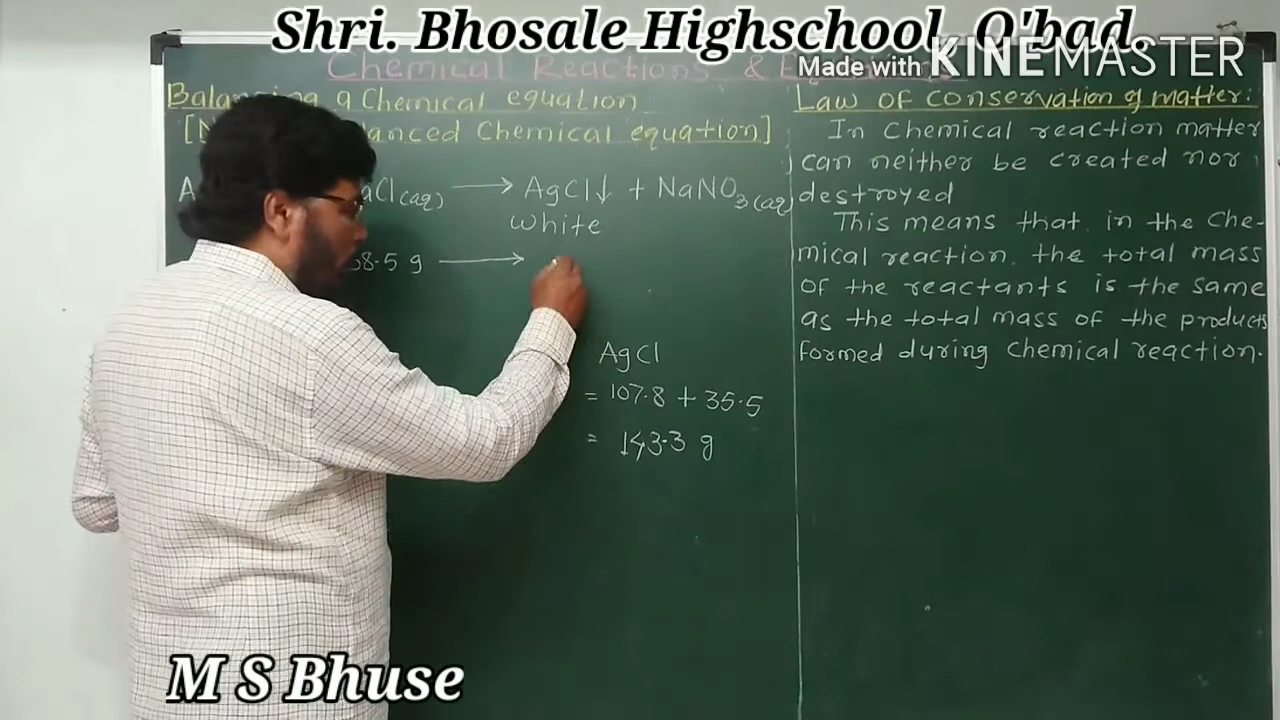 Shri. Bhosale Highschool, O'bad
Made with KINEMASTER
Chemical Reactions &
Balancing a Chemical equation
Law of conservation of matter:
[N anced Chemical equation]
In Chemical reaction matter
can neither be created nor
destroyed
A aCl(aq) → AgCl↓ + NaNO₃(aq)
White
This means that in the Che-
mical reaction. the total mass
58.5 g →
of the reactants is the same
as the total mass of the products
formed during Chemical reaction.
AgCl
= 107.8 + 35.5
= 143.3 g
M S Bhuse